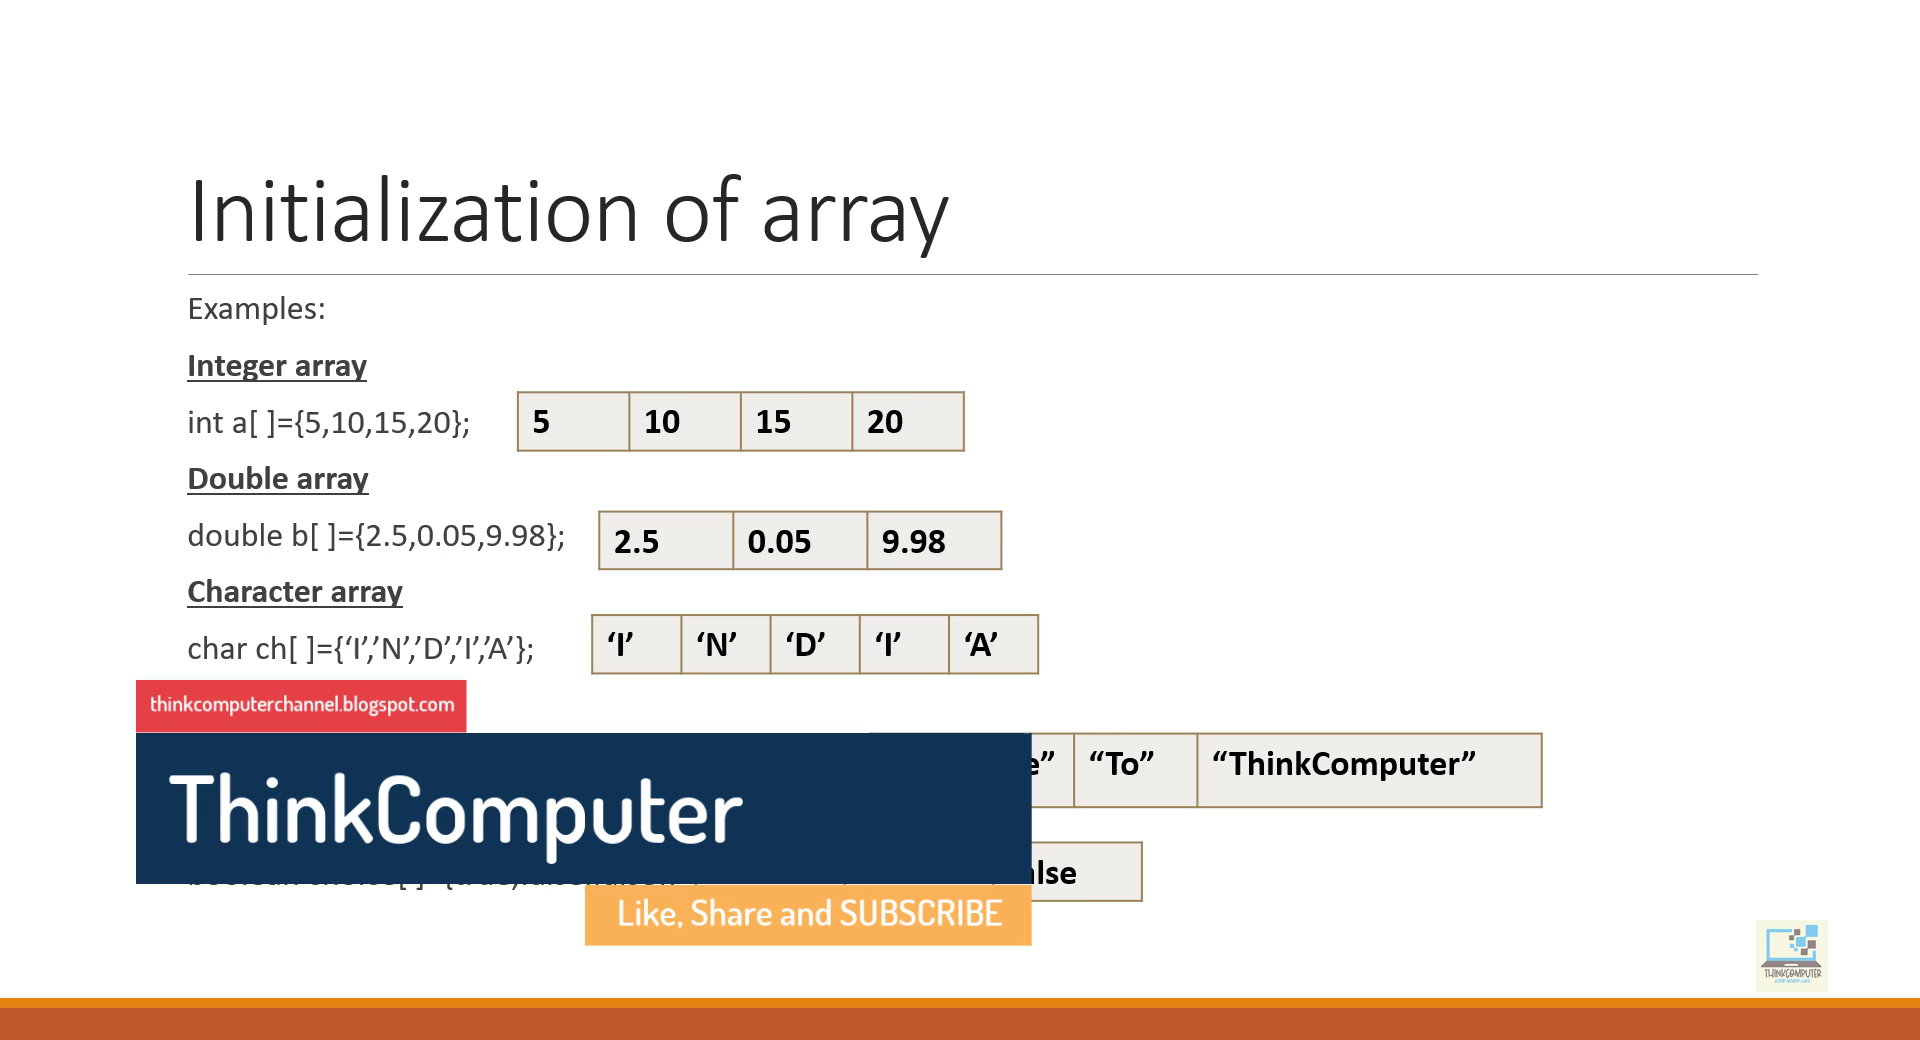 Initialization of array
Examples:
Integer array
int a[ ]={5,10,15,20};
5 10 15 20
Double array
double b[ ]={2.5,0.05,9.98};
2.5 0.05 9.98
Character array
char ch[ ]={‘I’,’N’,’D’,’I’,’A’};
‘I’ ‘N’ ‘D’ ‘I’ ‘A’
thinkcomputerchannel.blogspot.com
e” “To” “ThinkComputer”
ThinkComputer
alse
Like, Share and SUBSCRIBE
THINKCOMPUTER